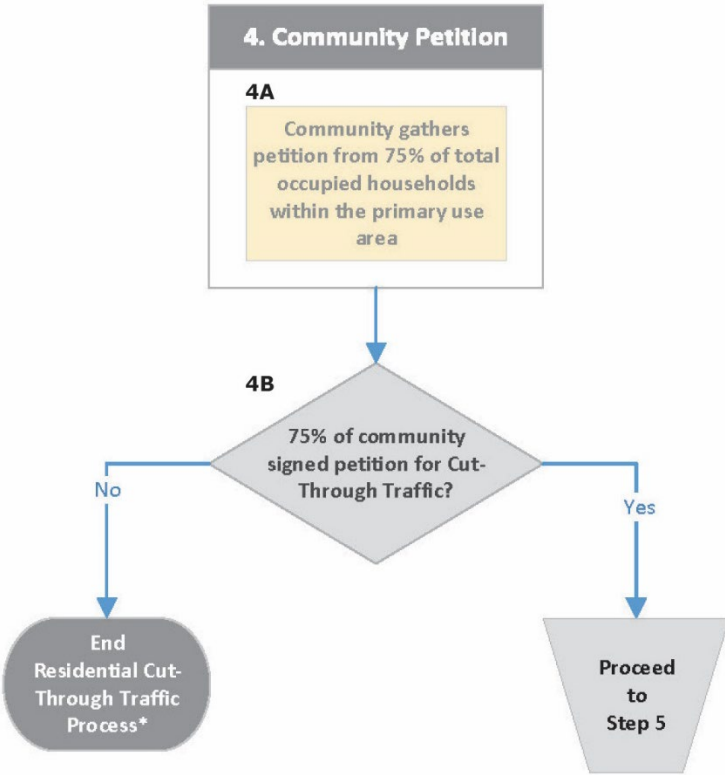 4. Community Petition
4A
Community gathers
petition from 75% of total
occupied households
within the primary use
area
4B
75% of community
signed petition for Cut-
Through Traffic?
No
Yes
End
Residential Cut-
Through Traffic
Process*
Proceed
to
Step 5